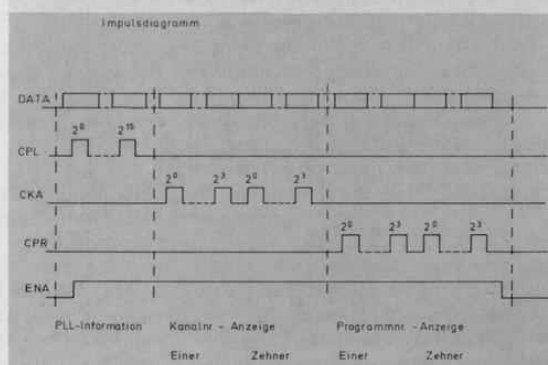 Impulsdiagramm
DATA
2⁰ 2¹⁵
CPL
2⁰ 2³ 2⁰ 2³
CKA
2⁰ 2³ 2⁰ 2³
CPR
ENA
PLL-Information Kanalnr - Anzeige Programmnr. - Anzeige
Einer Zehner Einer Zehner